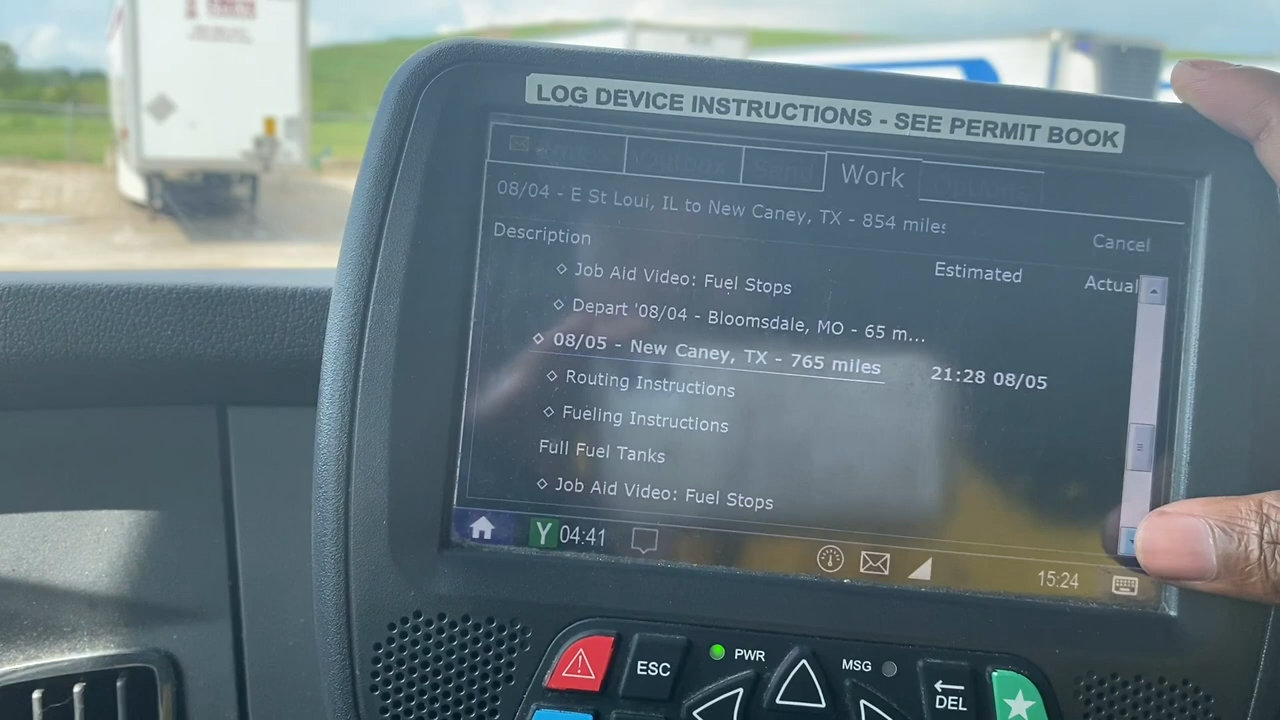 LOG DEVICE INSTRUCTIONS - SEE PERMIT BOOK
Work
08/04 - E St Loui, IL to New Caney, TX - 854 miles
Cancel
Description
Estimated
Actual
Job Aid Video: Fuel Stops
Depart '08/04 - Bloomsdale, MO - 65 m...
08/05 - New Caney, TX - 765 miles 21:28 08/05
Routing Instructions
Fueling Instructions
Full Fuel Tanks
Job Aid Video: Fuel Stops
Y 04:41
15:24
ESC
PWR
MSG
DEL